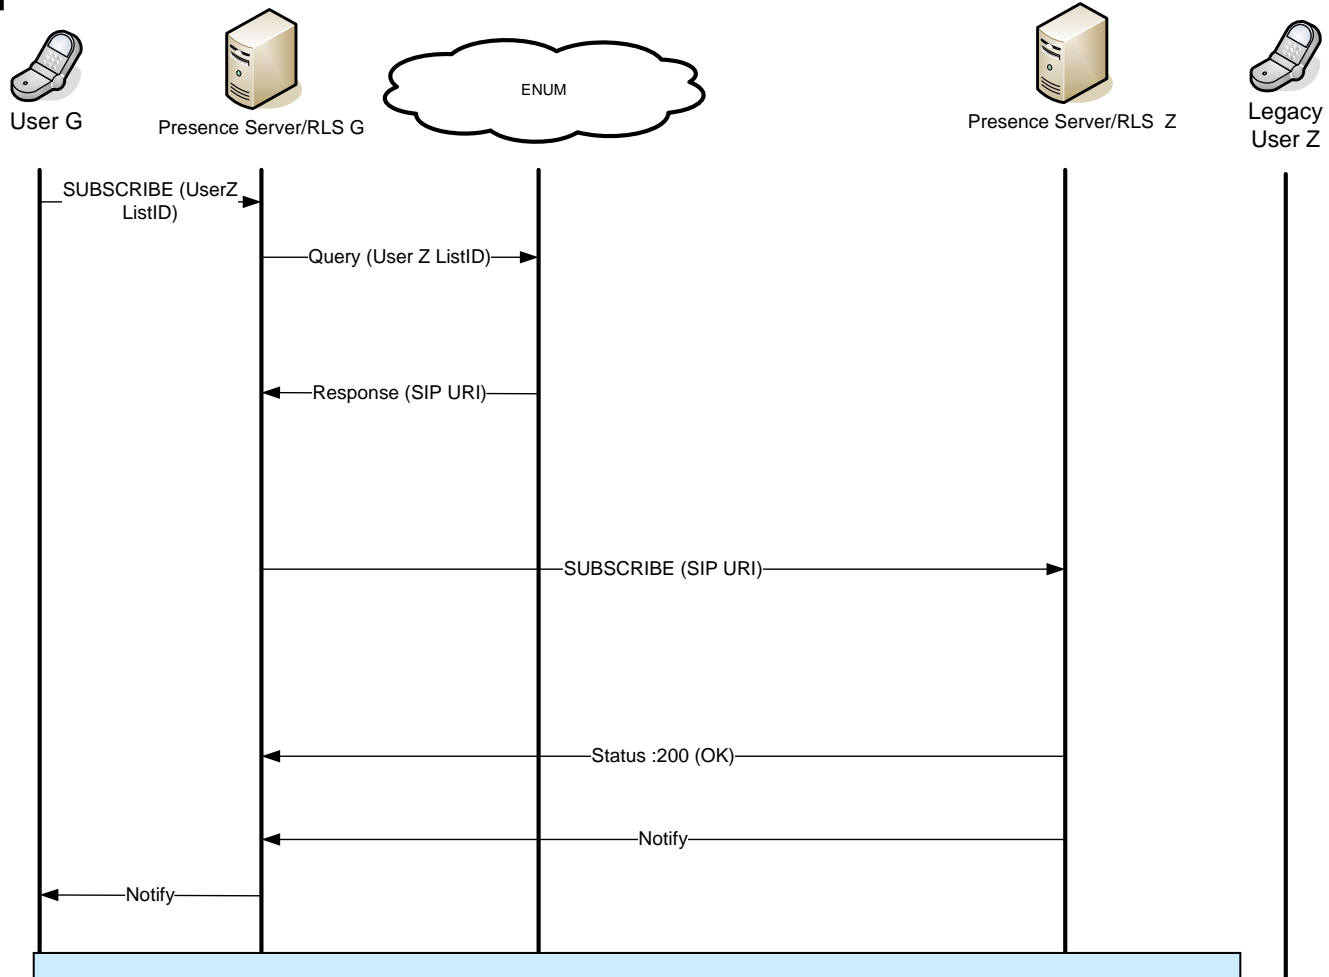 User G
Presence Server/RLS G
ENUM
Presence Server/RLS  Z
Legacy
User Z
SUBSCRIBE (UserZ
ListID)
Query (User Z ListID)
Response (SIP URI)
SUBSCRIBE (SIP URI)
Status :200 (OK)
Notify
Notify